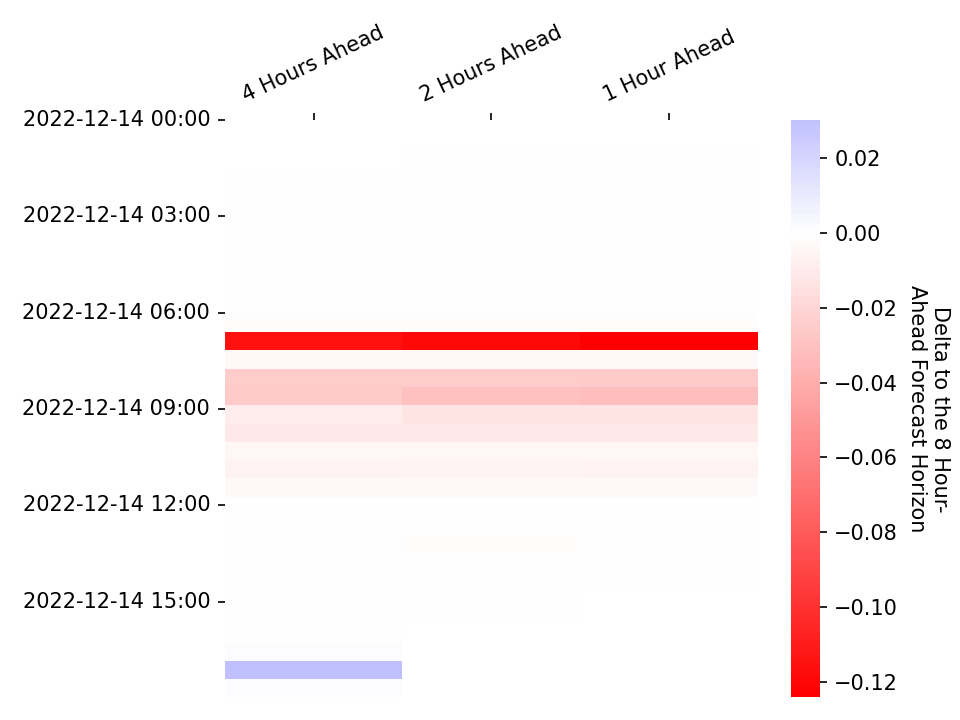 4 Hours Ahead
2 Hours Ahead
1 Hour Ahead
2022-12-14 00:00
2022-12-14 03:00
2022-12-14 06:00
2022-12-14 09:00
2022-12-14 12:00
2022-12-14 15:00
0.02
0.00
−0.02
−0.04
−0.06
−0.08
−0.10
−0.12
Delta to the 8 Hour-
Ahead Forecast Horizon